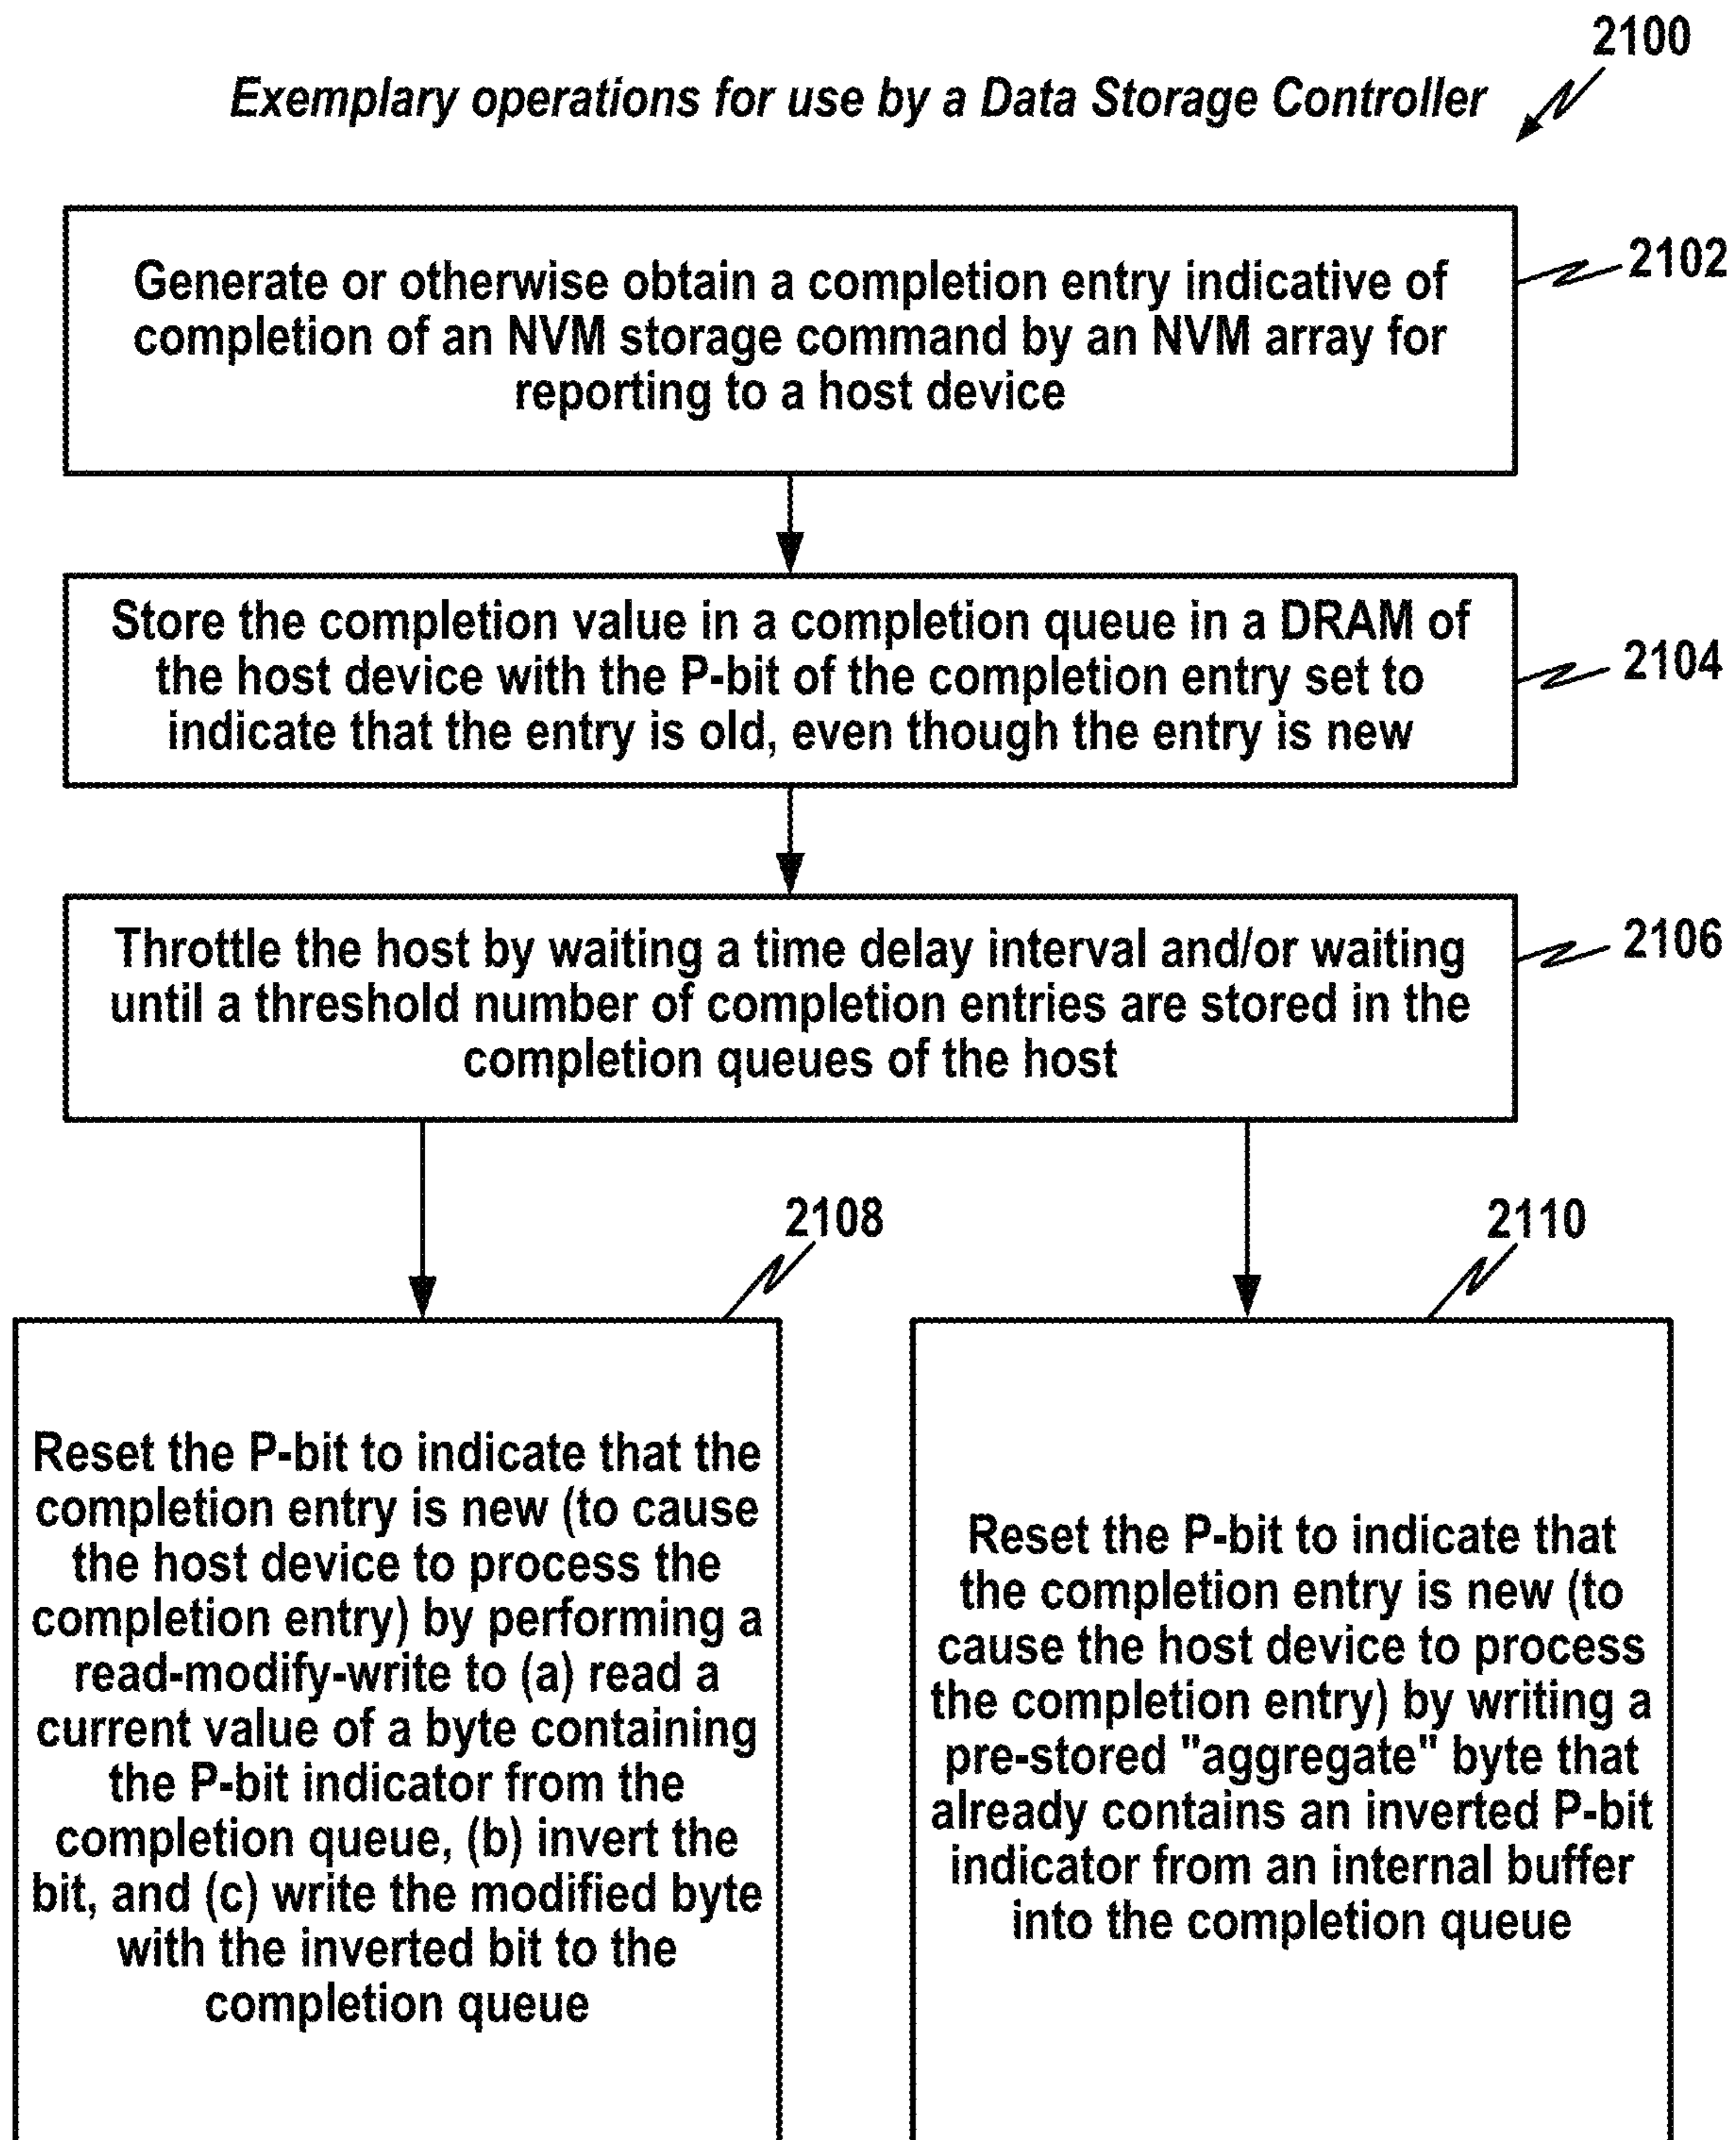 2100
Exemplary operations for use by a Data Storage Controller
2102
Generate or otherwise obtain a completion entry indicative of
completion of an NVM storage command by an NVM array for
reporting to a host device
Store the completion value in a completion queue in a DRAM of
the host device with the P-bit of the completion entry set to
indicate that the entry is old, even though the entry is new
2104
Throttle the host by waiting a time delay interval and/or waiting
until a threshold number of completion entries are stored in the
completion queues of the host
2106
2108
Reset the P-bit to indicate that the
completion entry is new (to cause
the host device to process the
completion entry) by performing a
read-modify-write to (a) read a
current value of a byte containing
the P-bit indicator from the
completion queue, (b) invert the
bit, and (c) write the modified byte
with the inverted bit to the
completion queue
2110
Reset the P-bit to indicate that
the completion entry is new (to
cause the host device to process
the completion entry) by writing a
pre-stored "aggregate" byte that
already contains an inverted P-bit
indicator from an internal buffer
into the completion queue